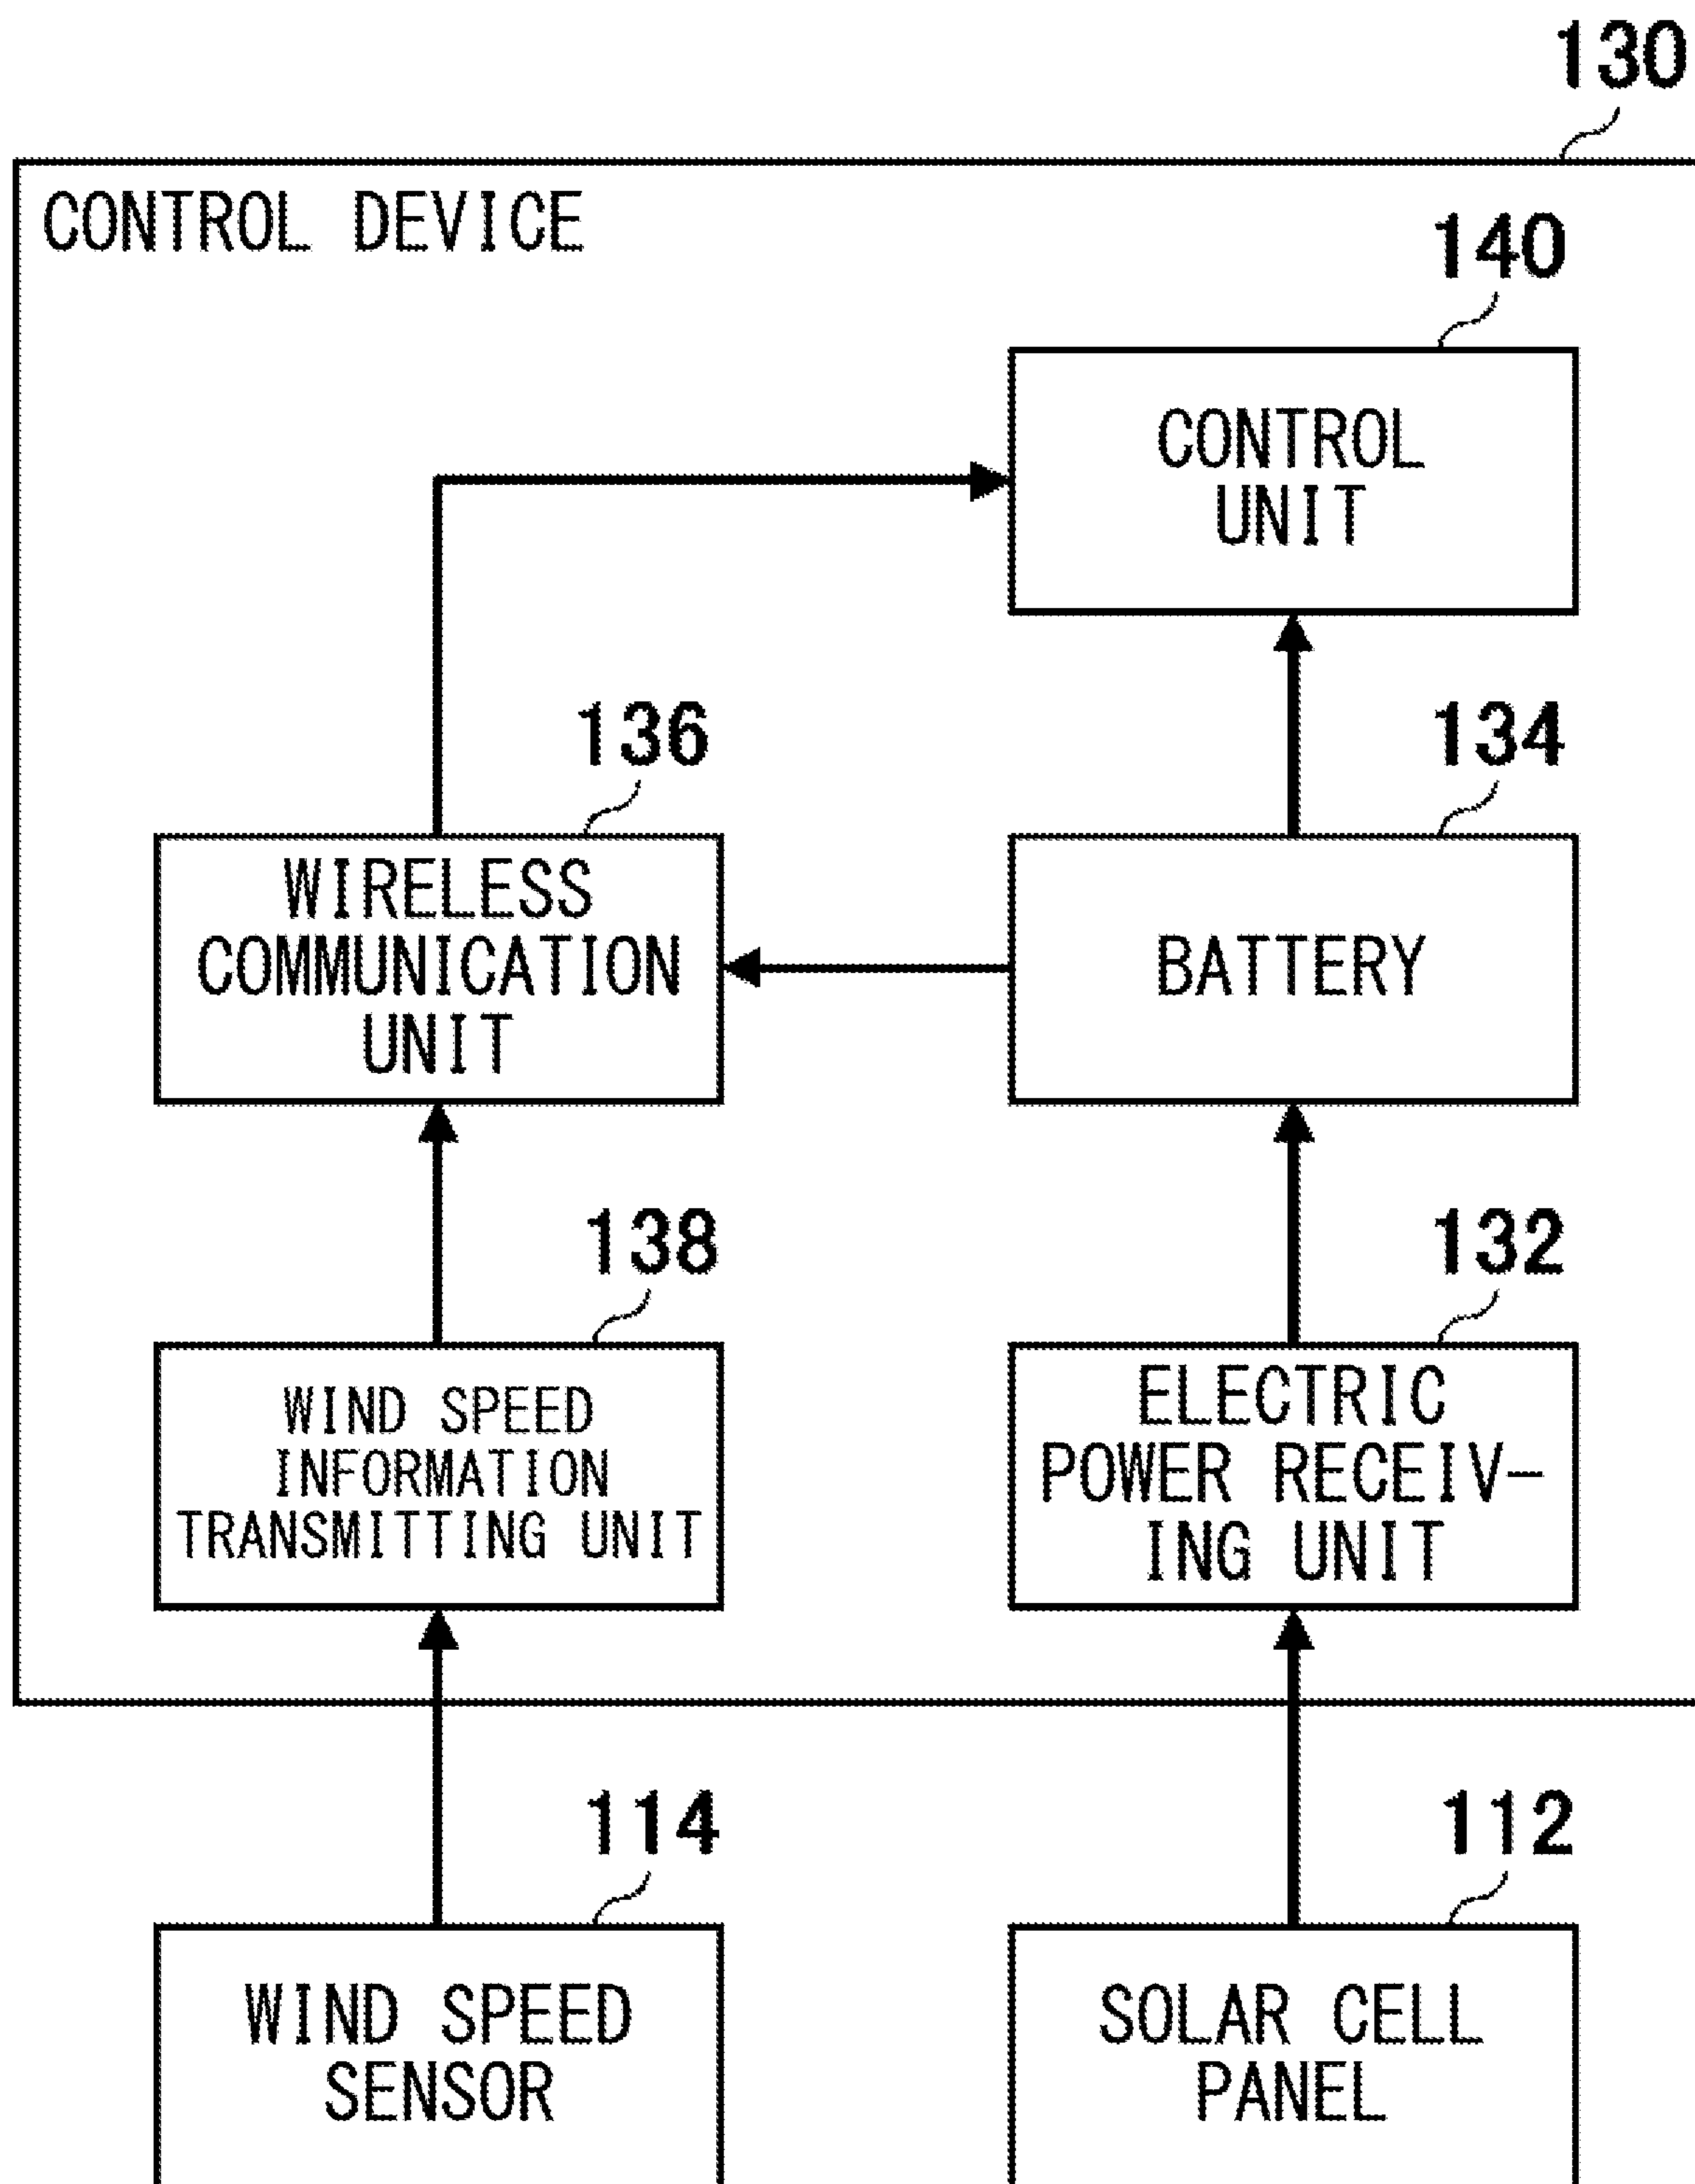 130
CONTROL DEVICE
140
CONTROL
UNIT
136
WIRELESS
COMMUNICATION
UNIT
134
BATTERY
138
WIND SPEED
INFORMATION
TRANSMITTING UNIT
132
ELECTRIC
POWER RECEIV-
ING UNIT
114
WIND SPEED
SENSOR
112
SOLAR CELL
PANEL